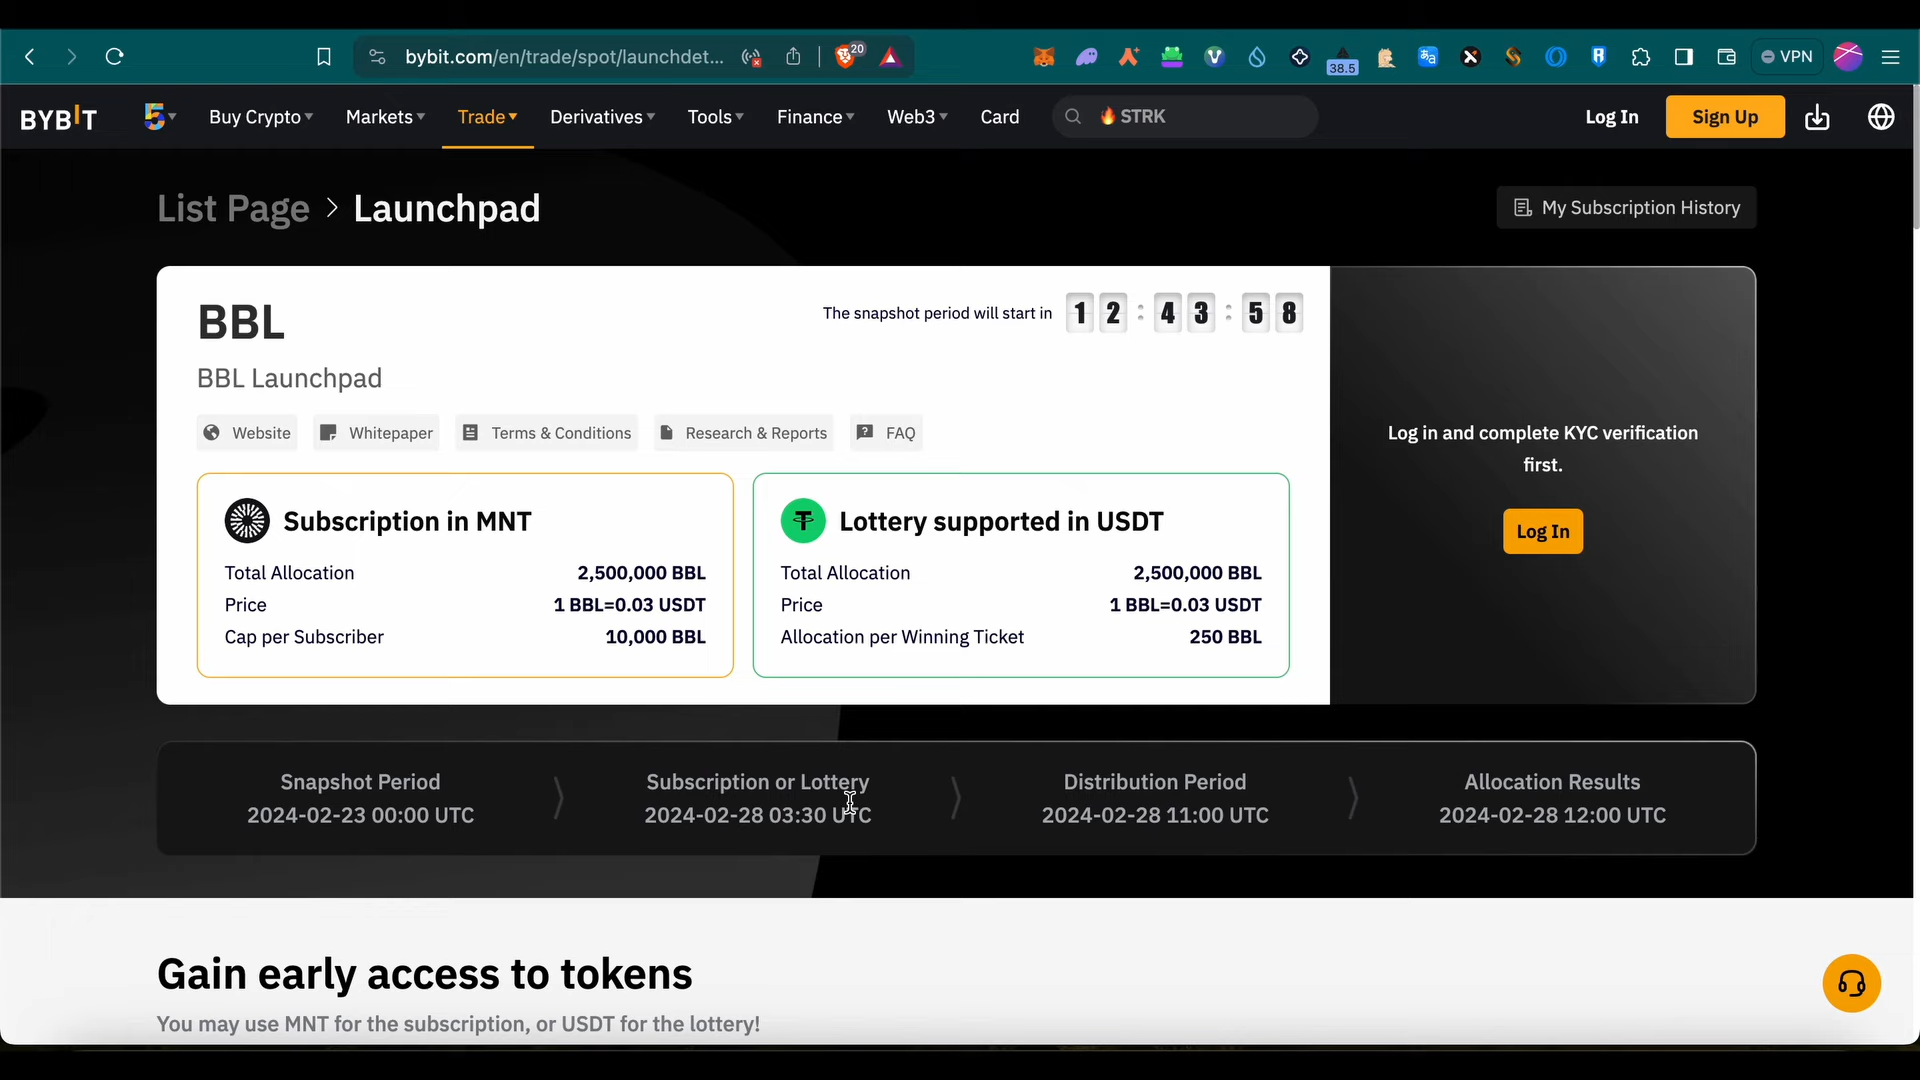 bybit.com/en/trade/spot/launchdet...
20
38.5
VPN
BYBIT
5
Buy Crypto
Markets
Trade
Derivatives
Tools
Finance
Web3
Card
STRK
Log In
Sign Up
List Page > Launchpad
My Subscription History
BBL
The snapshot period will start in 12 : 43 : 58
BBL Launchpad
Website
Whitepaper
Terms & Conditions
Research & Reports
FAQ
Log in and complete KYC verification
first.
Log In
Subscription in MNT
Total Allocation 2,500,000 BBL
Price 1 BBL=0.03 USDT
Cap per Subscriber 10,000 BBL
Lottery supported in USDT
Total Allocation 2,500,000 BBL
Price 1 BBL=0.03 USDT
Allocation per Winning Ticket 250 BBL
Snapshot Period
2024-02-23 00:00 UTC
Subscription or Lottery
2024-02-28 03:30 UTC
Distribution Period
2024-02-28 11:00 UTC
Allocation Results
2024-02-28 12:00 UTC
Gain early access to tokens
You may use MNT for the subscription, or USDT for the lottery!